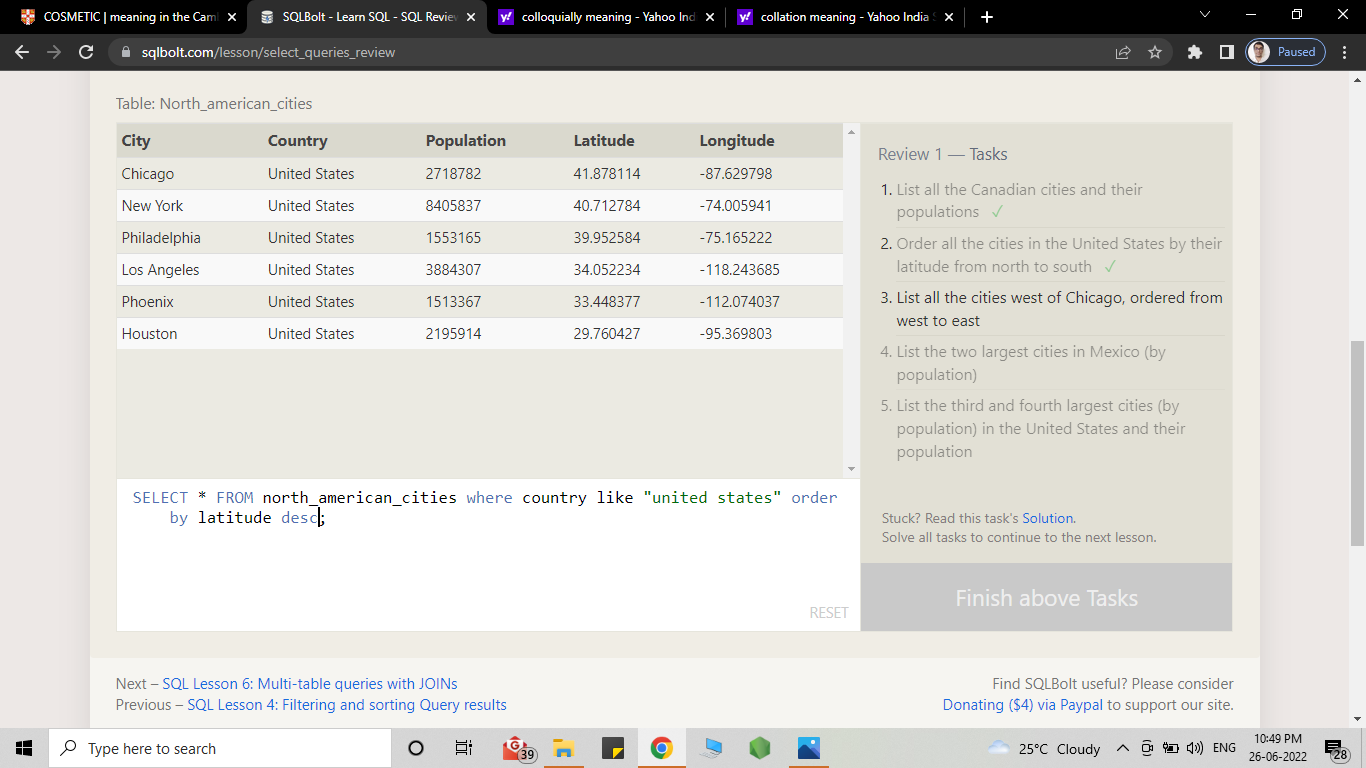 COSMETIC | meaning in the Cam
SQLBolt - Learn SQL - SQL Review
colloquially meaning - Yahoo Ind
collation meaning - Yahoo India S
sqlbolt.com/lesson/select_queries_review
Paused
Table: North_american_cities
City Country Population Latitude Longitude
Chicago United States 2718782 41.878114 -87.629798
New York United States 8405837 40.712784 -74.005941
Philadelphia United States 1553165 39.952584 -75.165222
Los Angeles United States 3884307 34.052234 -118.243685
Phoenix United States 1513367 33.448377 -112.074037
Houston United States 2195914 29.760427 -95.369803
SELECT * FROM north_american_cities where country like "united states" order
by latitude desc;
RESET
Review 1 — Tasks
1. List all the Canadian cities and their
populations ✓
2. Order all the cities in the United States by their
latitude from north to south ✓
3. List all the cities west of Chicago, ordered from
west to east
4. List the two largest cities in Mexico (by
population)
5. List the third and fourth largest cities (by
population) in the United States and their
population
Stuck? Read this task's Solution.
Solve all tasks to continue to the next lesson.
Finish above Tasks
Next – SQL Lesson 6: Multi-table queries with JOINs
Previous – SQL Lesson 4: Filtering and sorting Query results
Find SQLBolt useful? Please consider
Donating ($4) via Paypal to support our site.
Type here to search
39
25°C Cloudy
ENG
10:49 PM
26-06-2022
28